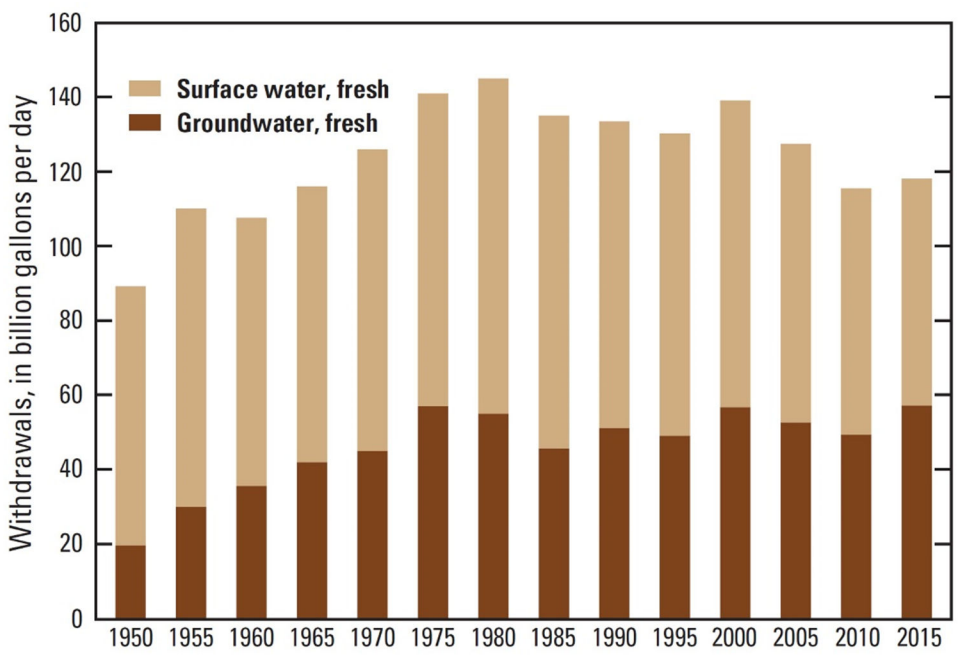 Withdrawals, in billion gallons per day
160
140
120
100
80
60
40
20
0
Surface water, fresh
Groundwater, fresh
1950 1955 1960 1965 1970 1975 1980 1985 1990 1995 2000 2005 2010 2015